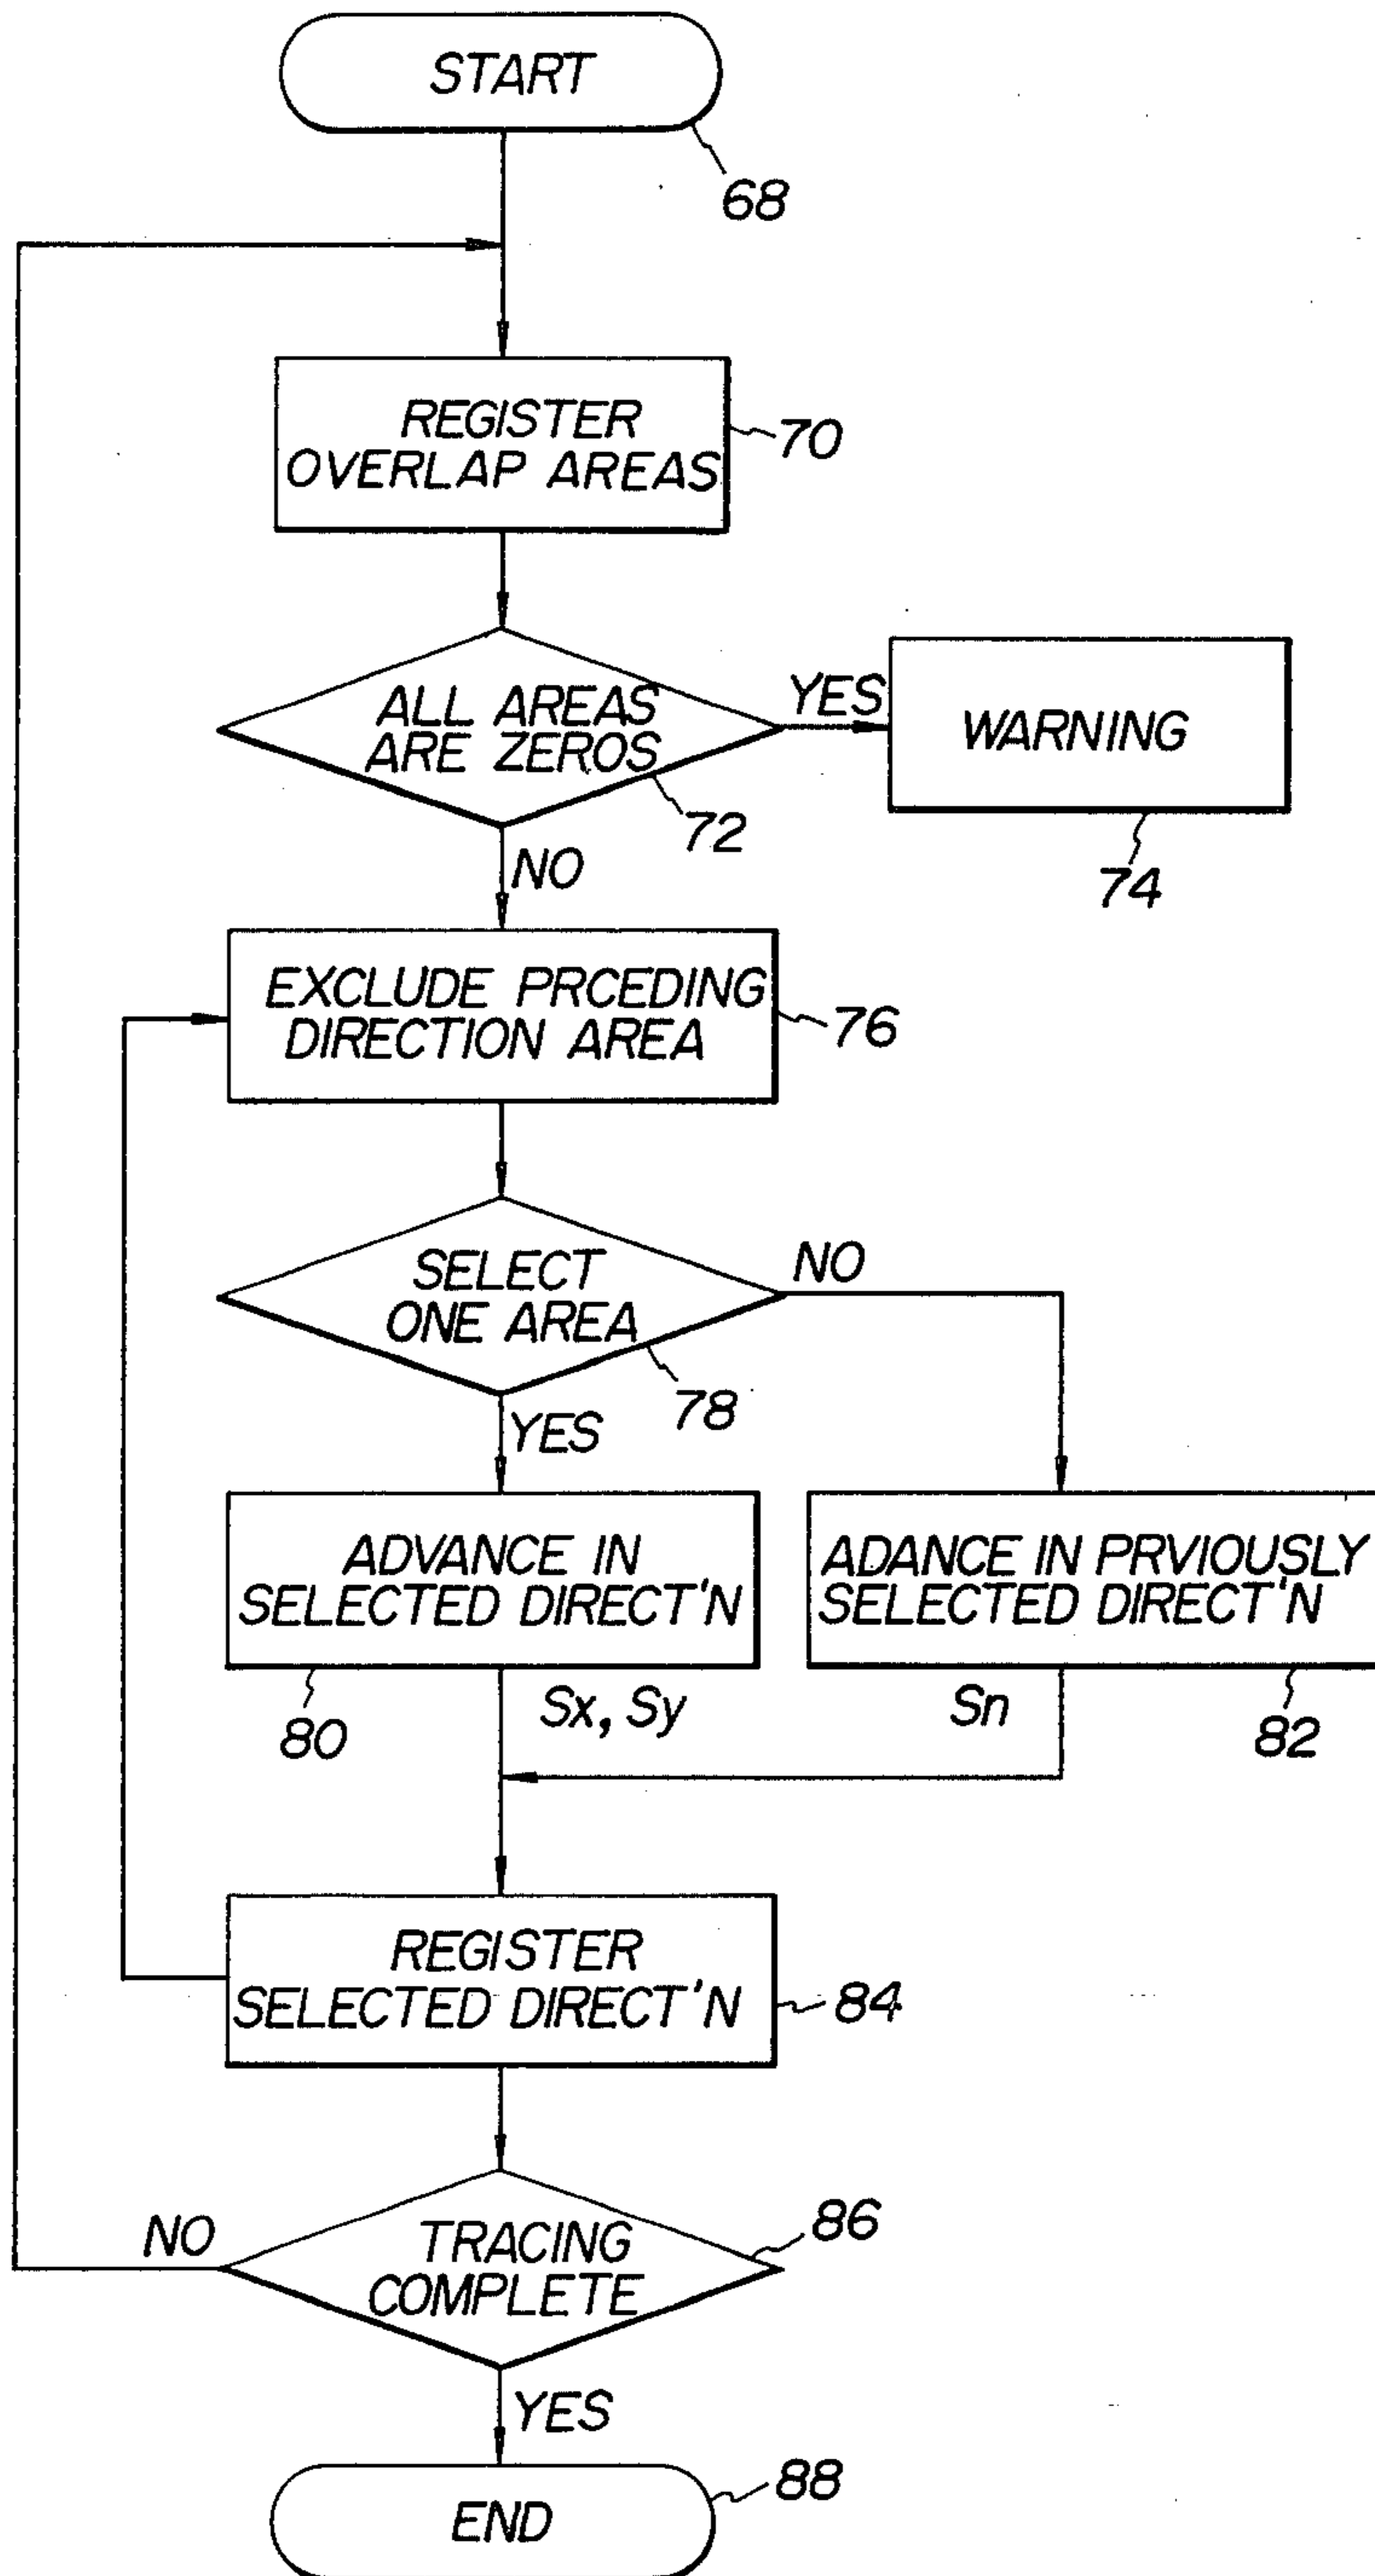 START
68
REGISTER
OVERLAP AREAS
70
ALL AREAS
ARE ZEROS
YES
WARNING
72
74
NO
EXCLUDE PRCEDING
DIRECTION AREA
76
SELECT
ONE AREA
NO
78
YES
ADVANCE IN
SELECTED DIRECT'N
ADANCE IN PRVIOUSLY
SELECTED DIRECT'N
80
Sx, Sy
Sn
82
REGISTER
SELECTED DIRECT'N
84
NO
TRACING
COMPLETE
86
YES
END
88